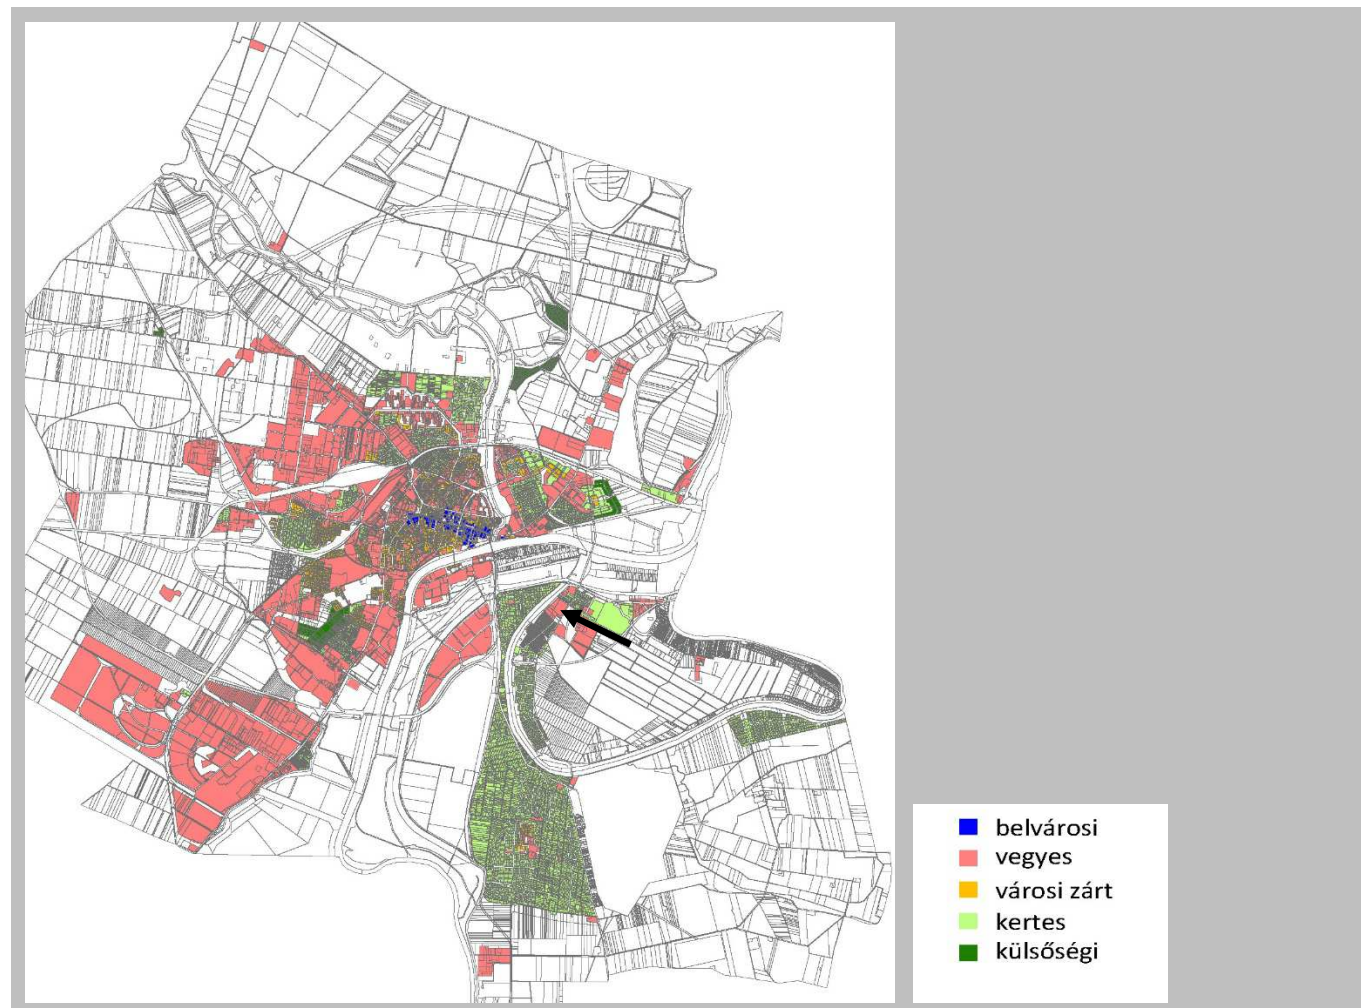 belvárosi
vegyes
városi zárt
kertes
külsőségi